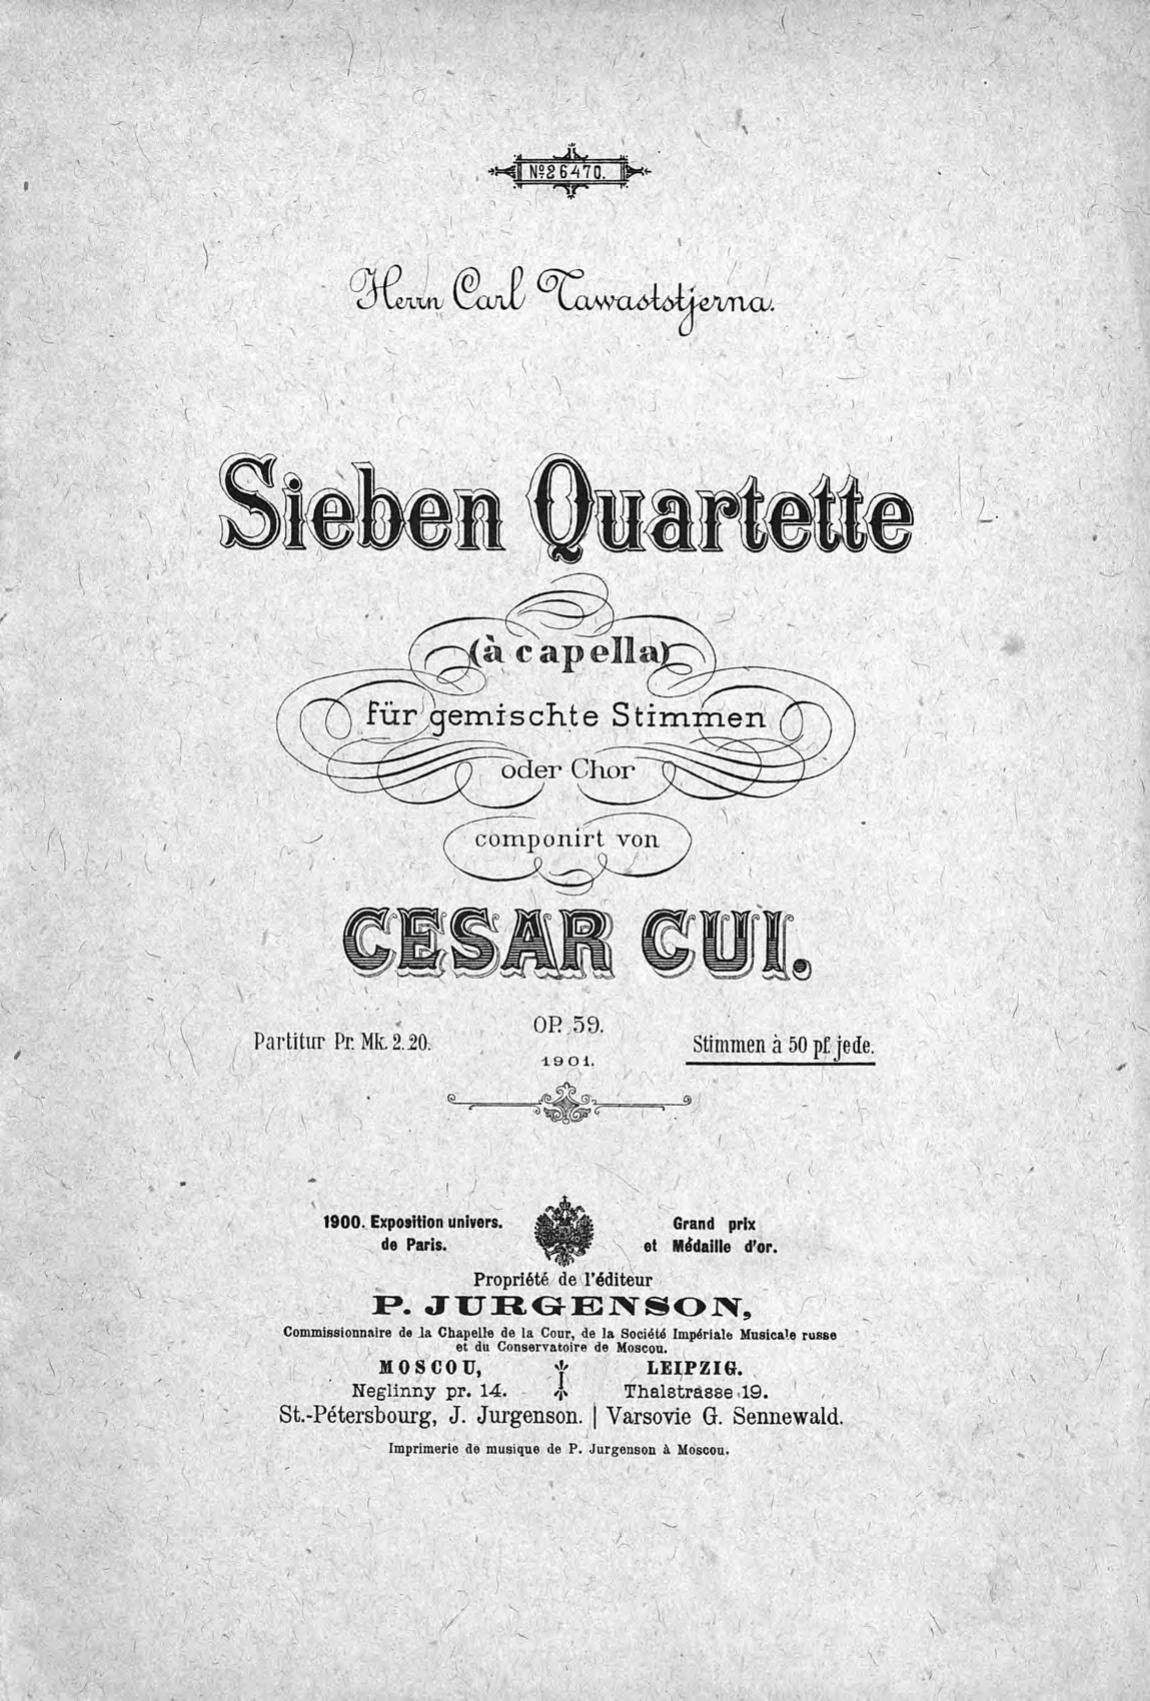 No. 26470.
Herrn Carl Tawaststjerna.
Sieben Quartette
(à capella)
für gemischte Stimmen
oder Chor
componirt von
CESAR CUI.
OP. 59.
Partitur Pr. Mk. 2.20.
Stimmen à 50 pf. jede.
1901.
1900. Exposition univers.
de Paris.
Grand prix
et Médaille d'or.
Propriété de l'éditeur
P. JURGENSON,
Commissionnaire de la Chapelle de la Cour, de la Société Impériale Musicale russe
et du Conservatoire de Moscou.
MOSCOU,
Neglinny pr. 14.
LEIPZIG.
Thalstrasse 19.
St.-Pétersbourg, J. Jurgenson. | Varsovie G. Sennewald.
Imprimerie de musique de P. Jurgenson à Moscou.